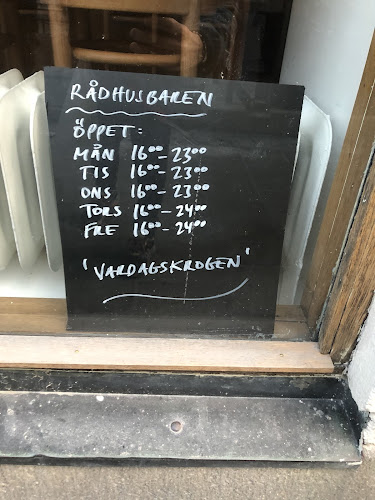 RÅDHUSBAREN
ÖPPET:
MÅN 16⁰⁰-23⁰⁰
TIS 16⁰⁰-23⁰⁰
ONS 16⁰⁰-23⁰⁰
TORS 16⁰⁰-24⁰⁰
FRE 16⁰⁰-24⁰⁰
'VARDAGSKROGEN'